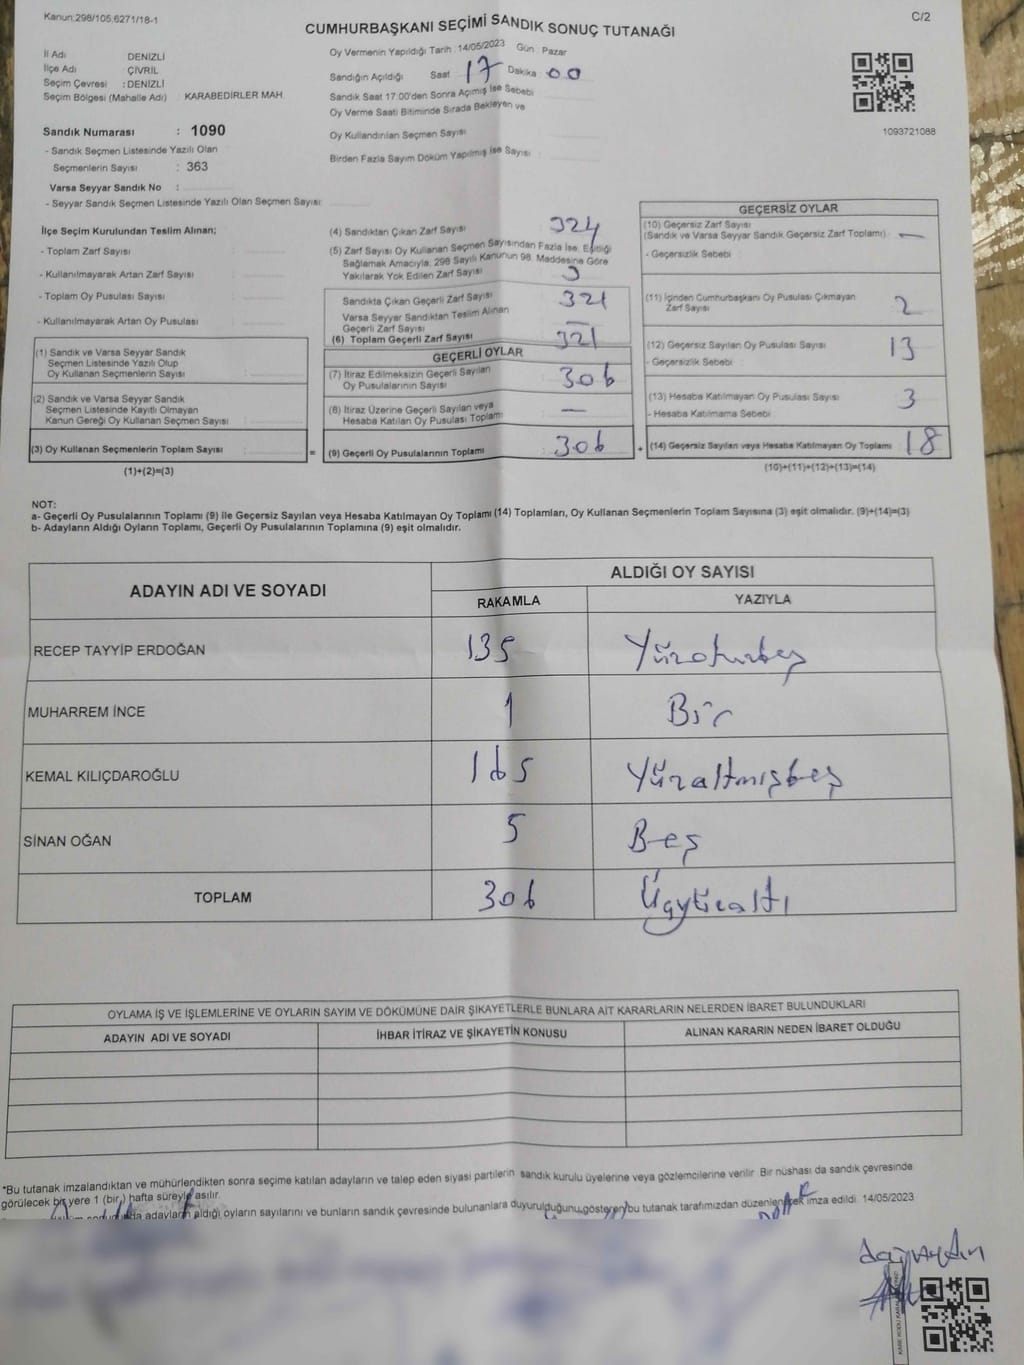 Kanun:298/105,6271/18-1
C/2
CUMHURBAŞKANI SEÇİMİ SANDIK SONUÇ TUTANAĞI
İl Adı DENİZLİ
İlçe Adı ÇİVRİL
Seçim Çevresi : DENİZLİ
Seçim Bölgesi (Mahalle Adı) KARABEDİRLER MAH.
Sandık Numarası : 1090
- Sandık Seçmen Listesinde Yazılı Olan
Seçmenlerin Sayısı : 363
Varsa Seyyar Sandık No :
- Seyyar Sandık Seçmen Listesinde Yazılı Olan Seçmen Sayısı:
Oy Vermenin Yapıldığı Tarih :14/05/2023 Gün : Pazar
Sandığın Açıldığı Saat 17 Dakika : 00
Sandık Saat 17:00'den Sonra Açımış İse Sebebi
Oy Verme Saati Bitiminde Sırada Bekleyen ve
Oy Kullandırılan Seçmen Sayısı
Birden Fazla Sayım Döküm Yapılmış İse Sayısı :
1093721088
İlçe Seçim Kurulundan Teslim Alınan;
- Toplam Zarf Sayısı
- Kullanılmayarak Artan Zarf Sayısı
- Toplam Oy Pusulası Sayısı
- Kullanılmayarak Artan Oy Pusulası
(1) Sandık ve Varsa Seyyar Sandık
Seçmen Listesinde Yazılı Olup
Oy Kullanan Seçmenlerin Sayısı
(2) Sandık ve Varsa Seyyar Sandık
Seçmen Listesinde Kayıtlı Olmayan
Kanun Gereği Oy Kullanan Seçmen Sayısı
(3) Oy Kullanan Seçmenlerin Toplam Sayısı :
(1)+(2)=(3)
(4) Sandıktan Çıkan Zarf Sayısı 324
(5) Zarf Sayısı Oy Kullanan Seçmen Sayısından Fazla İse, Eşitliği
Sağlamak Amacıyla; 298 Sayılı Kanunun 98. Maddesine Göre
Yakılarak Yok Edilen Zarf Sayısı 3
Sandıkta Çıkan Geçerli Zarf Sayısı 321
Varsa Seyyar Sandıktan Teslim Alınan
Geçerli Zarf Sayısı —
(6) Toplam Geçerli Zarf Sayısı 321
GEÇERLİ OYLAR
(7) İtiraz Edilmeksizin Geçerli Sayılan
Oy Pusulalarının Sayısı 306
(8) İtiraz Üzerine Geçerli Sayılan veya
Hesaba Katılan Oy Pusulası Toplamı —
= (9) Geçerli Oy Pusulalarının Toplamı 306
GEÇERSİZ OYLAR
(10) Geçersiz Zarf Sayısı
(Sandık ve Varsa Seyyar Sandık Geçersiz Zarf Toplamı) —
- Geçersizlik Sebebi
(11) İçinden Cumhurbaşkanı Oy Pusulası Çıkmayan
Zarf Sayısı 2
(12) Geçersiz Sayılan Oy Pusulası Sayısı 13
- Geçersizlik Sebebi :
(13) Hesaba Katılmayan Oy Pusulası Sayısı 3
- Hesaba Katılmama Sebebi
+ (14) Geçersiz Sayılan veya Hesaba Katılmayan Oy Toplamı 18
(10)+(11)+(12)+(13)=(14)
NOT:
a- Geçerli Oy Pusulalarının Toplamı (9) ile Geçersiz Sayılan veya Hesaba Katılmayan Oy Toplamı (14) Toplamları, Oy Kullanan Seçmenlerin Toplam Sayısına (3) eşit olmalıdır. (9)+(14)=(3)
b- Adayların Aldığı Oyların Toplamı, Geçerli Oy Pusulalarının Toplamına (9) eşit olmalıdır.
ADAYIN ADI VE SOYADI ALDIĞI OY SAYISI
RAKAMLA YAZIYLA
RECEP TAYYİP ERDOĞAN 135 Yüzoturbeş
MUHARREM İNCE 1 Bir
KEMAL KILIÇDAROĞLU 165 Yüzaltmışbeş
SİNAN OĞAN 5 Beş
TOPLAM 306 Üçyüzaltı
OYLAMA İŞ VE İŞLEMLERİNE VE OYLARIN SAYIM VE DÖKÜMÜNE DAİR ŞİKAYETLERLE BUNLARA AİT KARARLARIN NELERDEN İBARET BULUNDUKLARI
ADAYIN ADI VE SOYADI İHBAR İTİRAZ VE ŞİKAYETİN KONUSU ALINAN KARARIN NEDEN İBARET OLDUĞU
*Bu tutanak imzalandıktan ve mühürlendikten sonra seçime katılan adayların ve talep eden siyasi partilerin sandık kurulu üyelerine veya gözlemcilerine verilir. Bir nüshası da sandık çevresinde
görülecek bir yere 1 (bir ) hafta süreyle asılır.
adayların aldığı oyların sayılarını ve bunların sandık çevresinde bulunanlara duyurulduğunu gösteren bu tutanak tarafımızdan düzenlenerek imza edildi. 14/05/2023